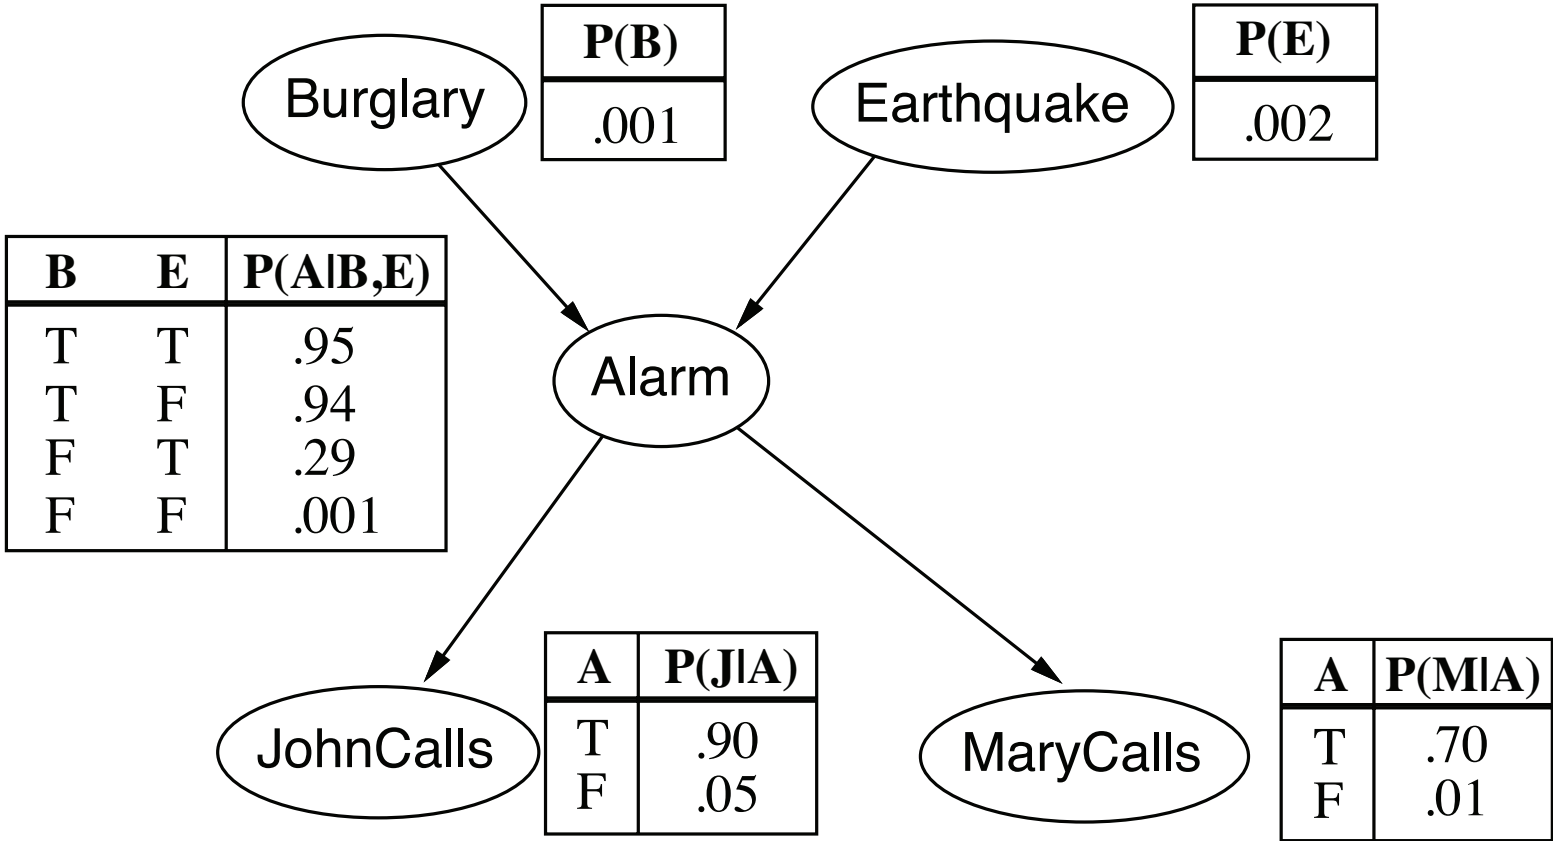 Burglary
P(B)
.001
Earthquake
P(E)
.002
B E P(A|B,E)
T T .95
T F .94
F T .29
F F .001
Alarm
JohnCalls
A P(J|A)
T .90
F .05
MaryCalls
A P(M|A)
T .70
F .01